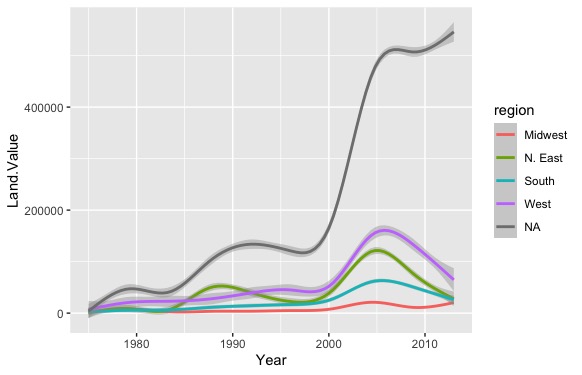 Land.Value
400000
200000
0
1980
1990
2000
2010
Year
region
Midwest
N. East
South
West
NA